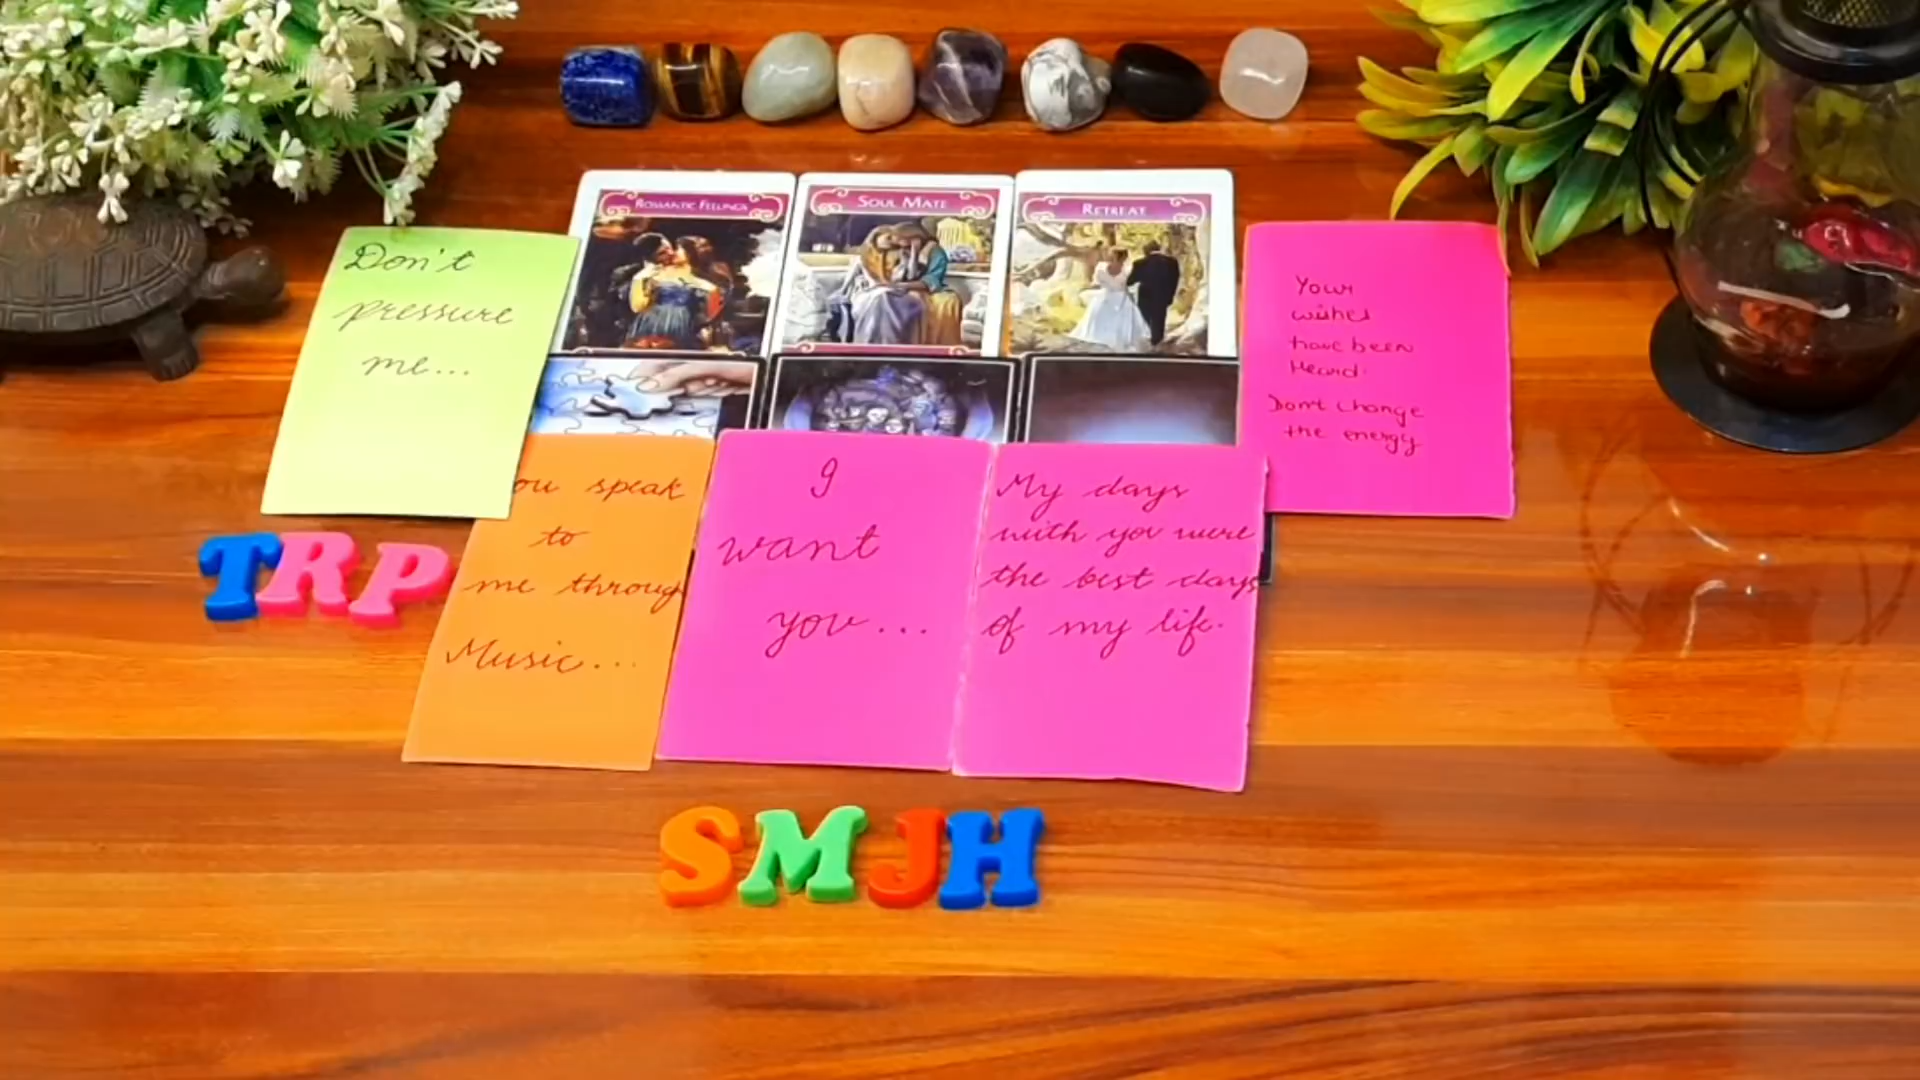 ROMANTIC FEELINGS
SOUL MATE
RETREAT
Don't
pressure
me...
Your
wishes
have been
Heard.
Don't change
the energy
ou speak
to
me through
Music...
I
want
you...
My days
with you were
the best days
of my life.
TRP
SMJH